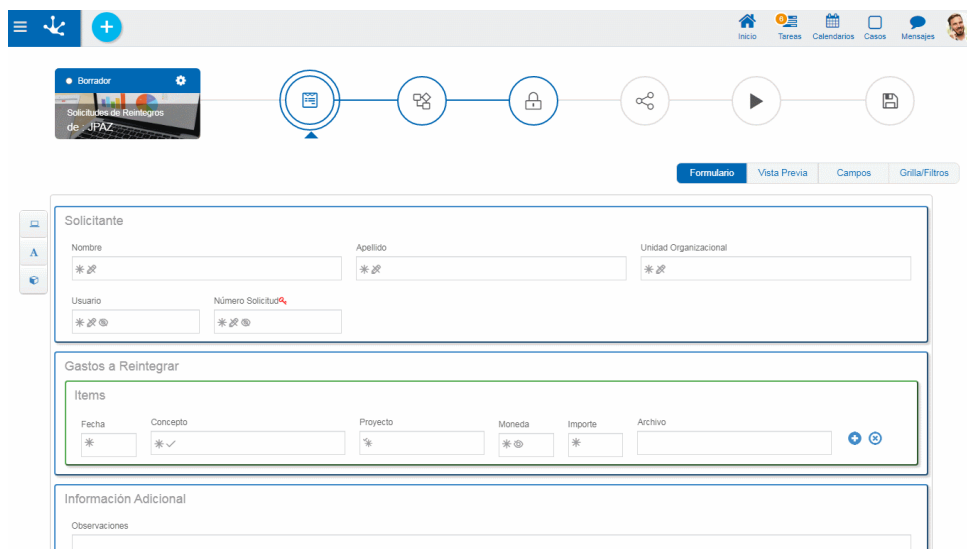 6
Inicio
Tareas
Calendarios
Casos
Mensajes
Borrador
Solicitudes de Reintegros
de : JPAZ
Formulario
Vista Previa
Campos
Grilla/Filtros
A
Solicitante
Nombre
Apellido
Unidad Organizacional
Usuario
Número Solicitud
Gastos a Reintegrar
Items
Fecha
Concepto
Proyecto
Moneda
Importe
Archivo
Información Adicional
Observaciones